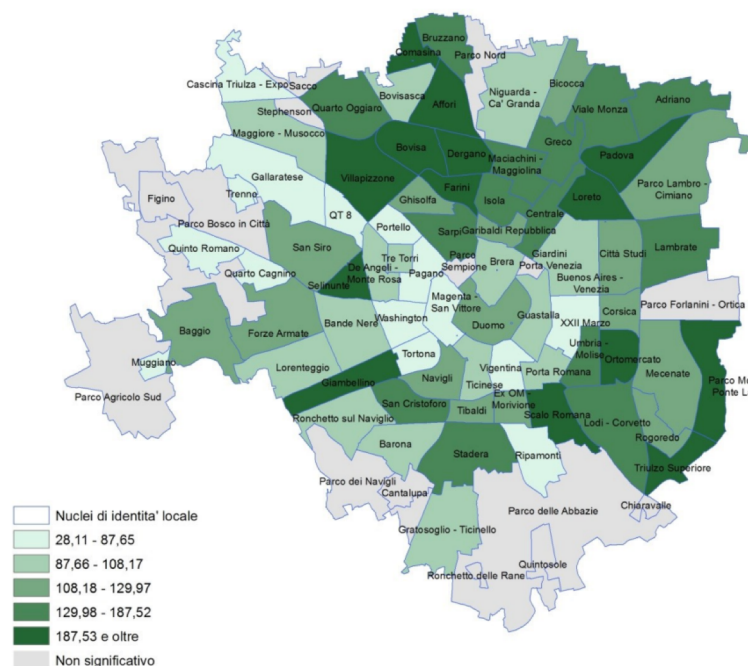 Bruzzano
Comasina
Parco Nord
Cascina Triulza - Expo
Sacco
Bovisasca
Affori
Niguarda -
Ca' Granda
Bicocca
Viale Monza
Adriano
Quarto Oggiaro
Stephenson
Maggiore - Musocco
Bovisa
Dergano
Maciachini -
Maggiolina
Greco
Padova
Gallaratese
Villapizzone
Farini
Parco Lambro -
Cimiano
Figino
Trenno
QT 8
Ghisolfa
Isola
Loreto
Parco Bosco in Città
Portello
Sarpi
Garibaldi Repubblica
Centrale
Quinto Romano
San Siro
Tre Torri
Parco
Sempione
Brera
Giardini
Porta Venezia
Città Studi
Lambrate
Quarto Cagnino
De Angeli -
Monte Rosa
Pagano
Buenos Aires -
Venezia
Selinunte
Magenta -
San Vittore
Parco Forlanini - Ortica
Baggio
Forze Armate
Bande Nere
Washington
Duomo
Guastalla
XXII Marzo
Corsica
Umbria -
Molise
Ortomercato
Muggiano
Lorenteggio
Tortona
Vigentina
Porta Romana
Mecenate
Parco Agricolo Sud
Giambellino
Navigli
Ticinese
Ex OM -
Morivione
Parco Mo
Ponte La
Ronchetto sul Naviglio
San Cristoforo
Tibaldi
Scalo Romana
Lodi - Corvetto
Rogoredo
Barona
Stadera
Ripamonti
Triulzo Superiore
Parco dei Navigli
Cantalupa
Parco delle Abbazie
Chiaravalle
Gratosoglio - Ticinello
Quintosole
Ronchetto delle Rane
Nuclei di identita' locale
28,11 - 87,65
87,66 - 108,17
108,18 - 129,97
129,98 - 187,52
187,53 e oltre
Non significativo